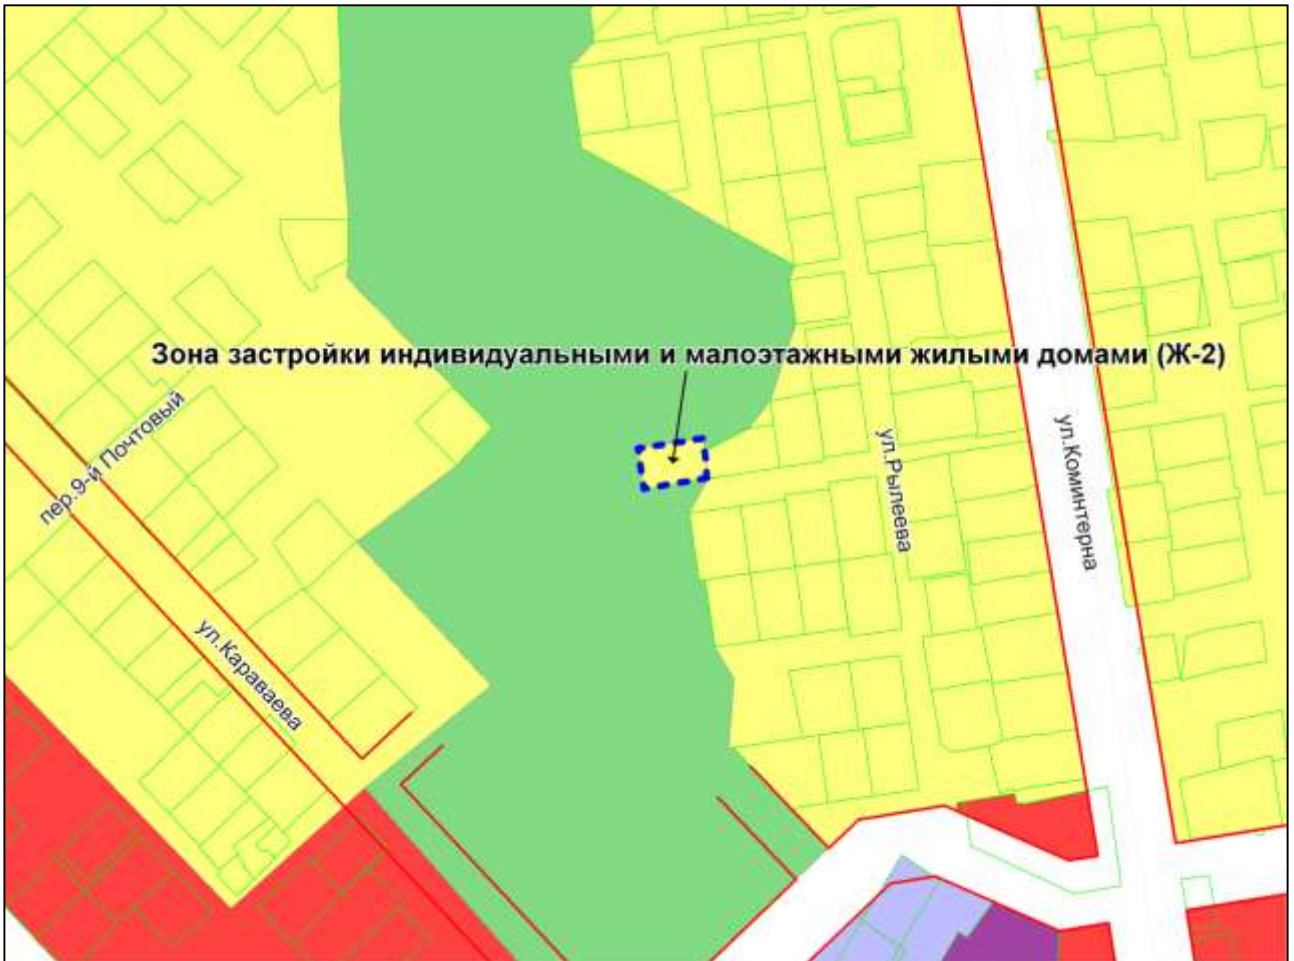 Зона застройки индивидуальными и малоэтажными жилыми домами (Ж-2)
пер.9-й Почтовый
ул.Рылеева
ул.Коминтерна
ул.Караваева